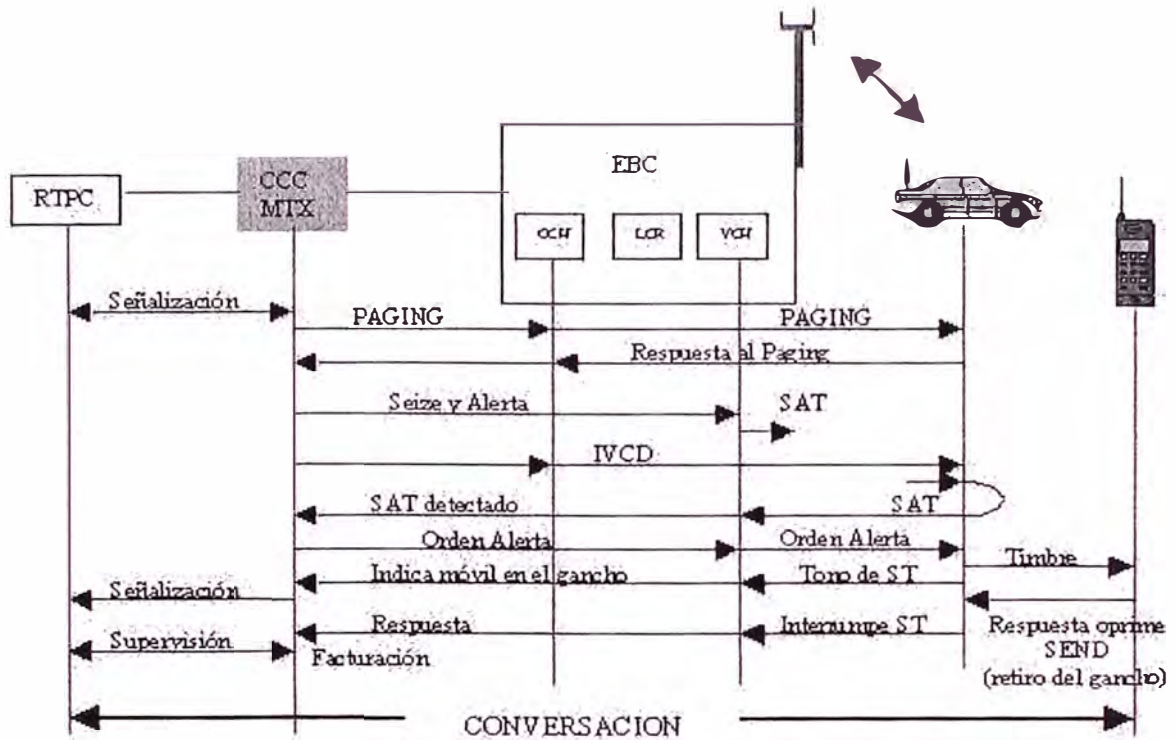 EBC
RTPC
CCC
MTX
CCH
LCR
VCH
Señalización
PAGING
PAGING
Respuesta al Paging
Seize y Alerta
SAT
IVCD
SAT detectado
SAT
Orden Alerta
Orden Alerta
Timbre
Indica móvil en el gancho
Tono de ST
Señalización
Respuesta
Interrumpe ST
Respuesta oprime
SEND
(retiro del gancho)
Supervisión
Facturación
CONVERSACION